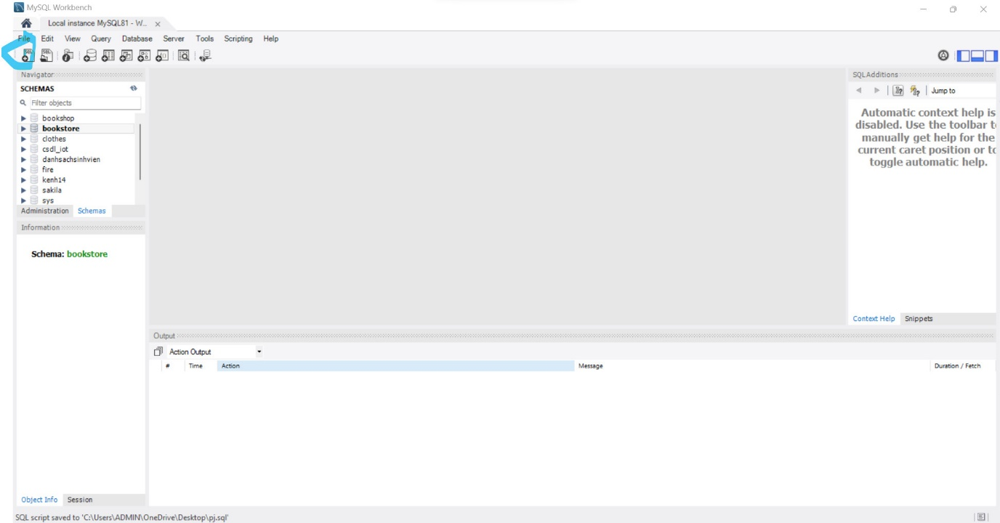 MySQL Workbench
Local instance MySQL81 - W... x
File Edit View Query Database Server Tools Scripting Help
Navigator
SCHEMAS
Filter objects
bookshop
bookstore
clothes
csdl_iot
danhsachsinhvien
fire
kenh14
sakila
sys
Administration Schemas
Information
Schema: bookstore
Object Info Session
SQLAdditions
Jump to
Automatic context help is
disabled. Use the toolbar t
manually get help for the
current caret position or to
toggle automatic help.
Context Help Snippets
Output
Action Output
# Time Action Message Duration / Fetch
SQL script saved to 'C:\Users\ADMIN\OneDrive\Desktop\pj.sql'